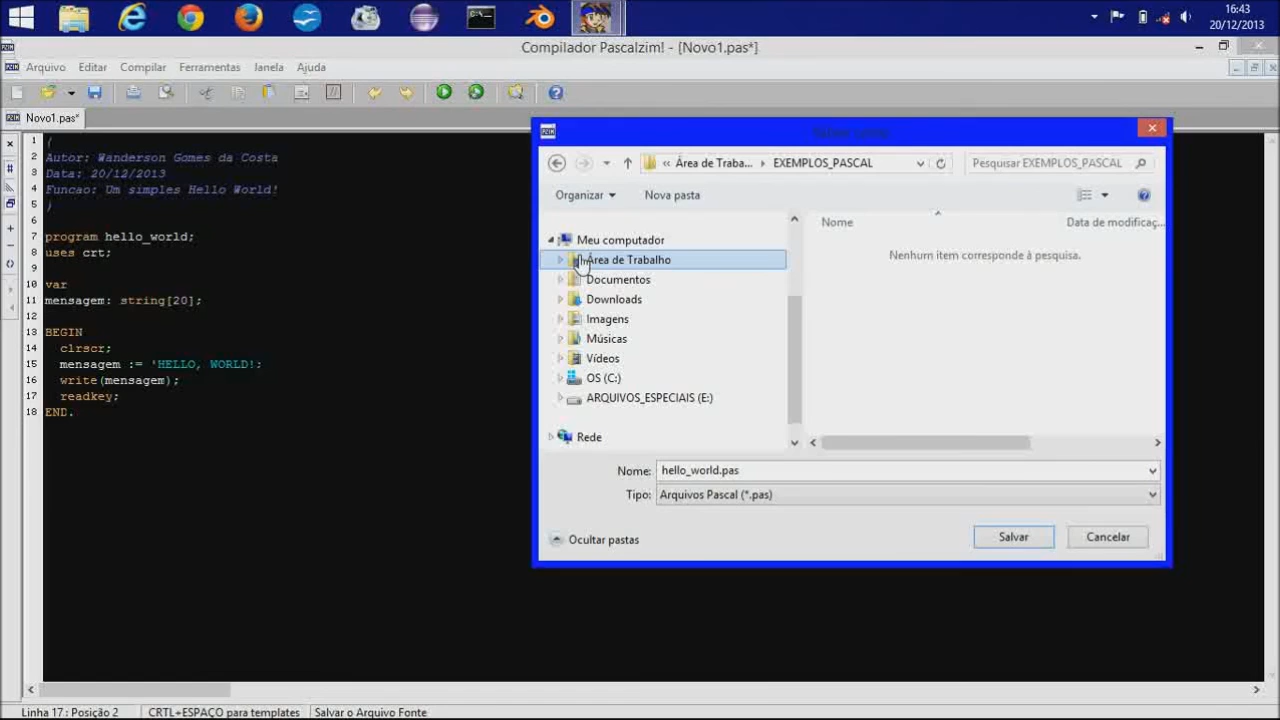 16:43
20/12/2013
Compilador Pascalzim! - [Novo1.pas*]
Arquivo Editar Compilar Ferramentas Janela Ajuda
Novo1.pas*
1 {
2 Autor: Wanderson Gomes da Costa
3 Data: 20/12/2013
4 Funcao: Um simples Hello World!
5 }
6
7 program hello_world;
8 uses crt;
9
10 var
11 mensagem: string[20];
12
13 BEGIN
14 clrscr;
15 mensagem := 'HELLO, WORLD!:
16 write(mensagem);
17 readkey;
18 END.
« Área de Traba... EXEMPLOS_PASCAL
Pesquisar EXEMPLOS_PASCAL
Organizar Nova pasta
Meu computador
Área de Trabalho
Documentos
Downloads
Imagens
Músicas
Vídeos
OS (C:)
ARQUIVOS_ESPECIAIS (E:)
Rede
Nome Data de modificaç...
Nenhum item corresponde à pesquisa.
Nome: hello_world.pas
Tipo: Arquivos Pascal (*.pas)
Ocultar pastas Salvar Cancelar
Linha 17 : Posição 2 CRTL+ESPAÇO para templates Salvar o Arquivo Fonte